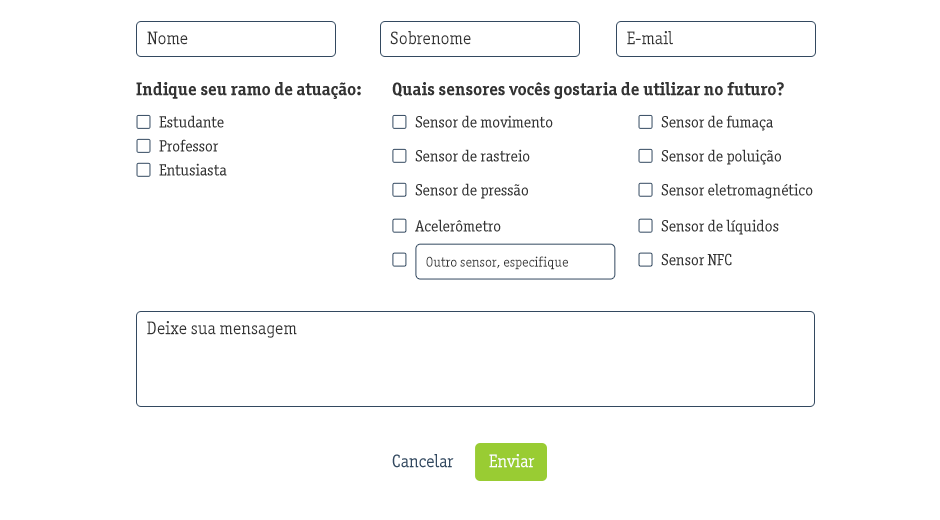 Nome
Sobrenome
E-mail
Indique seu ramo de atuação:
Estudante
Professor
Entusiasta
Quais sensores vocês gostaria de utilizar no futuro?
Sensor de movimento
Sensor de rastreio
Sensor de pressão
Acelerômetro
Outro sensor, especifique
Sensor de fumaça
Sensor de poluição
Sensor eletromagnético
Sensor de líquidos
Sensor NFC
Deixe sua mensagem
Cancelar
Enviar